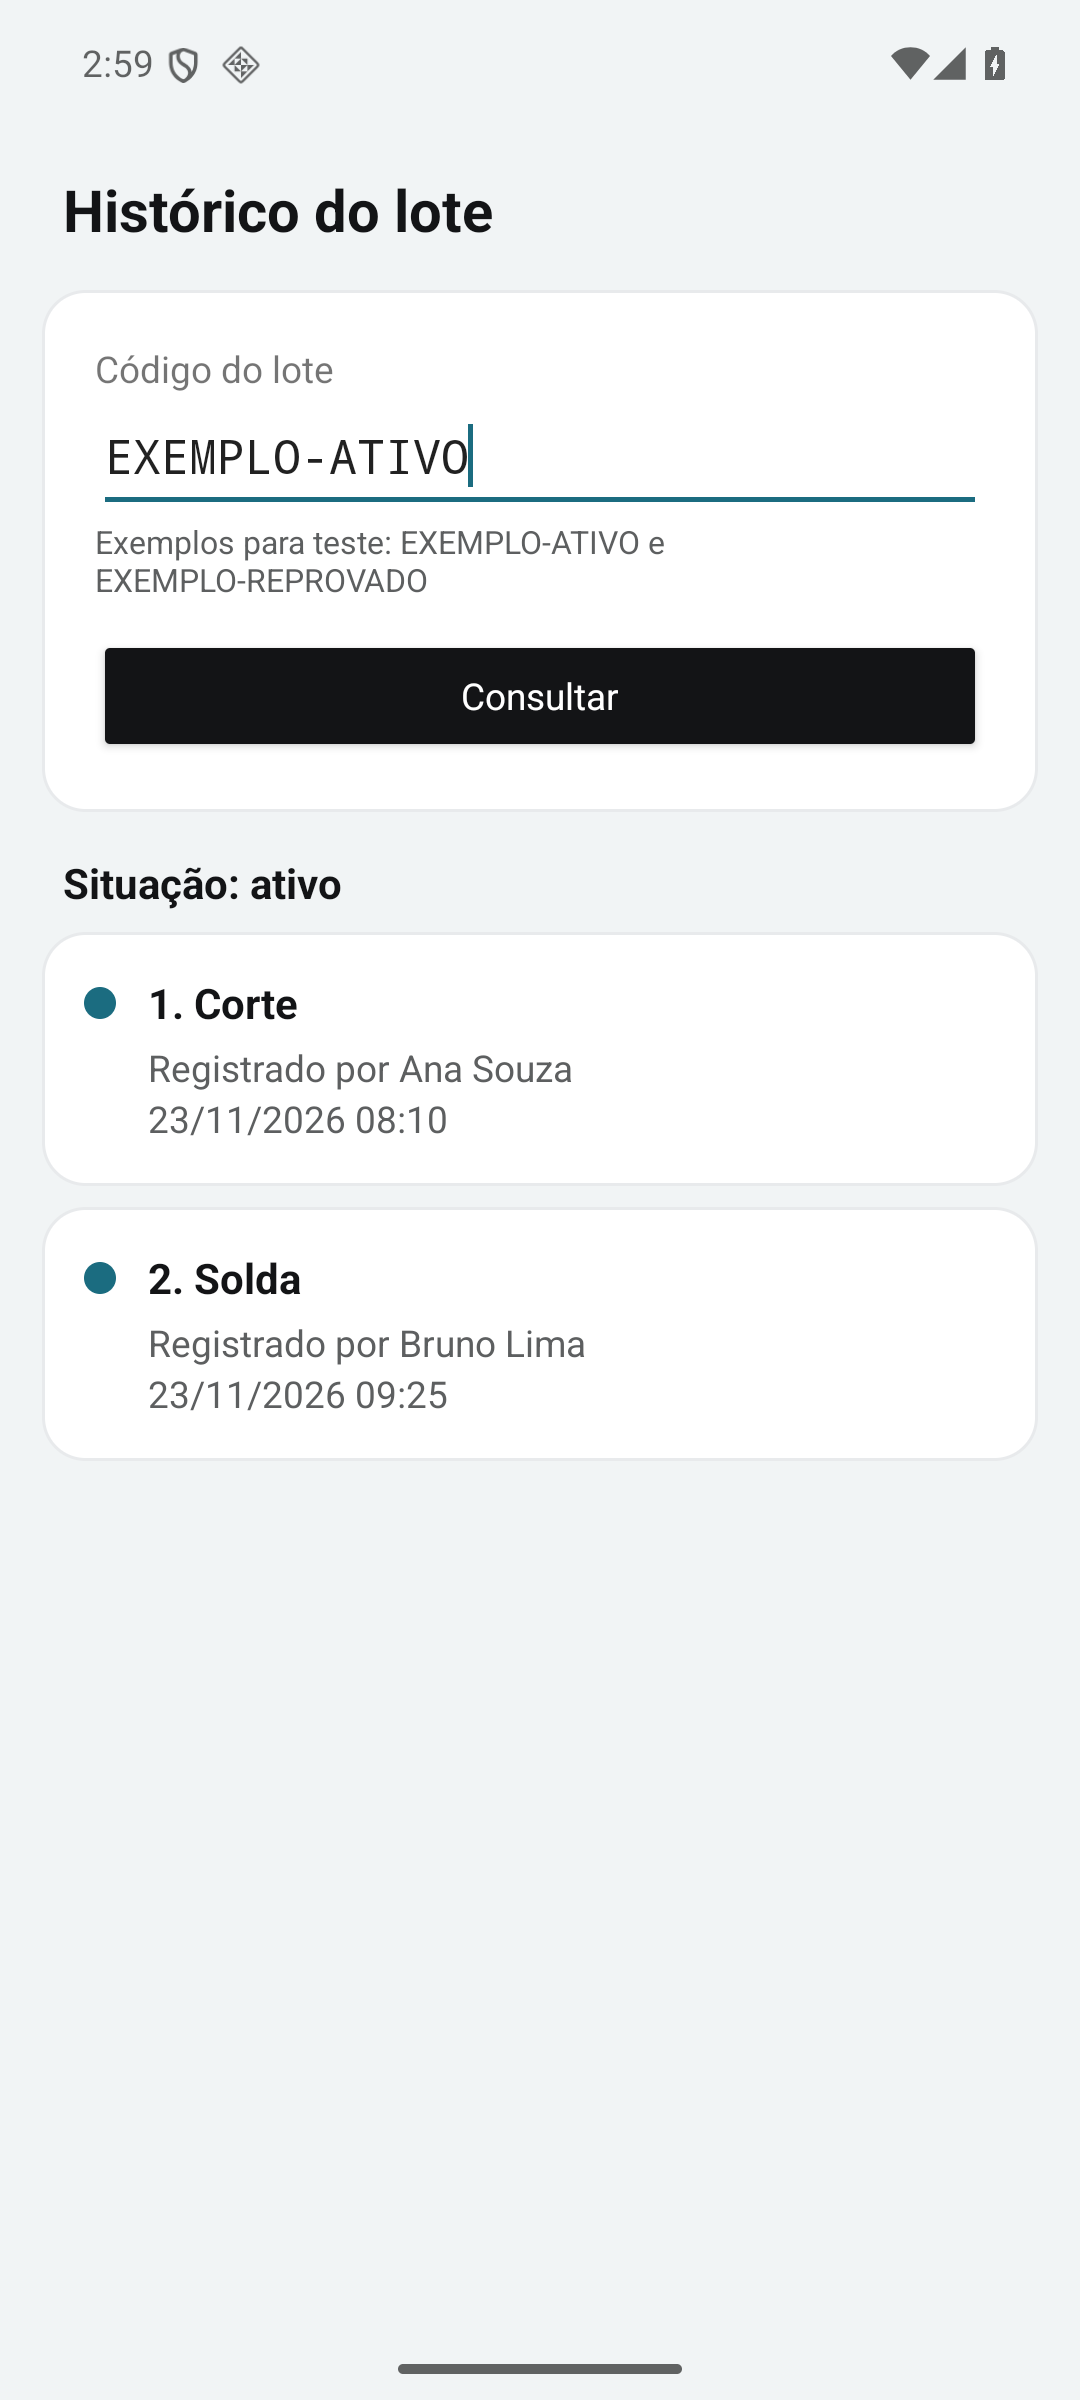 2:59
Histórico do lote
Código do lote
EXEMPLO-ATIVO
Exemplos para teste: EXEMPLO-ATIVO e
EXEMPLO-REPROVADO
Consultar
Situação: ativo
1. Corte
Registrado por Ana Souza
23/11/2026 08:10
2. Solda
Registrado por Bruno Lima
23/11/2026 09:25